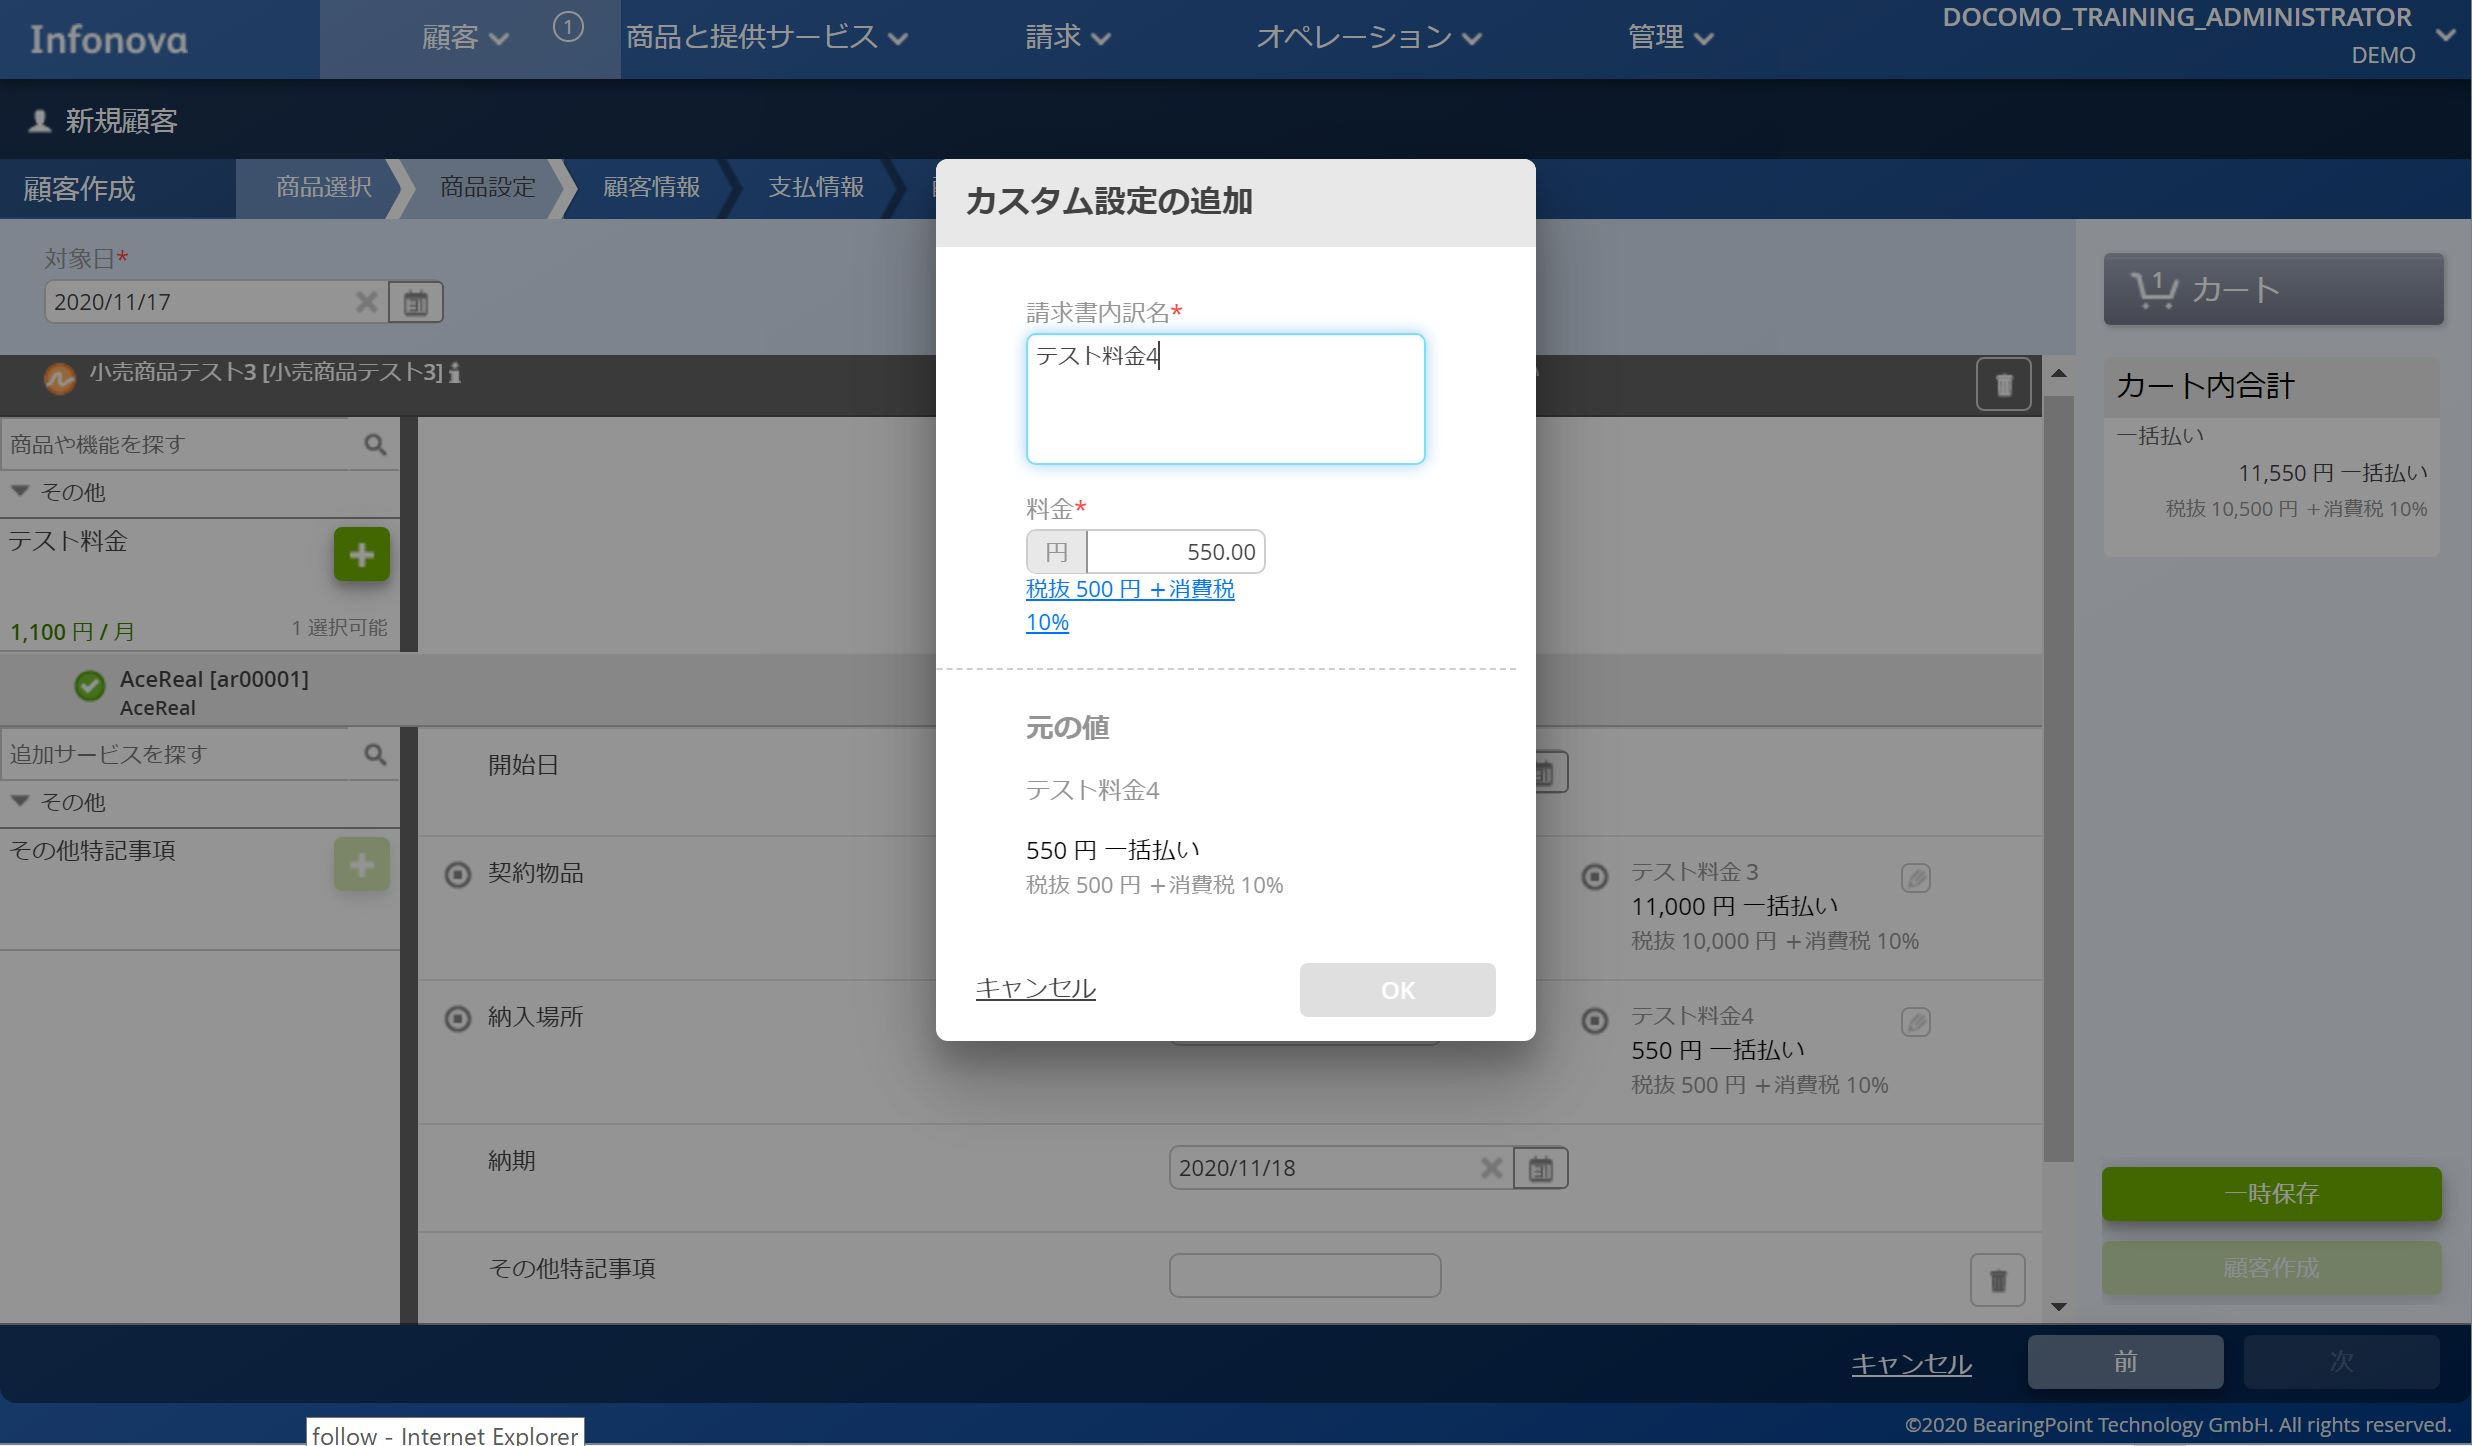 Infonova
顧客
1
商品と提供サービス
請求
オペレーション
管理
DOCOMO_TRAINING_ADMINISTRATOR
DEMO
新規顧客
顧客作成
商品選択
商品設定
顧客情報
支払情報
対象日*
2020/11/17
小売商品テスト3 [小売商品テスト3]
商品や機能を探す
その他
テスト料金
1,100 円 / 月
1 選択可能
AceReal [ar00001]
AceReal
追加サービスを探す
その他
その他特記事項
開始日
契約物品
テスト料金 3
11,000 円 一括払い
税抜 10,000 円 +消費税 10%
納入場所
テスト料金4
550 円 一括払い
税抜 500 円 +消費税 10%
納期
2020/11/18
その他特記事項
カスタム設定の追加
請求書内訳名*
テスト料金4
料金*
円
550.00
税抜 500 円 +消費税
10%
元の値
テスト料金4
550 円 一括払い
税抜 500 円 +消費税 10%
キャンセル
OK
1
カート
カート内合計
一括払い
11,550 円 一括払い
税抜 10,500 円 +消費税 10%
一時保存
顧客作成
キャンセル
前
次
©2020 BearingPoint Technology GmbH. All rights reserved.
follow - Internet Explorer